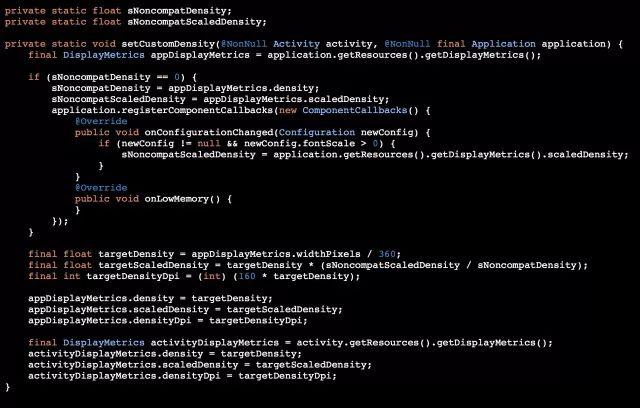 private static float sNoncompatDensity;
private static float sNoncompatScaledDensity;

private static void setCustomDensity(@NonNull Activity activity, @NonNull final Application application) {
    final DisplayMetrics appDisplayMetrics = application.getResources().getDisplayMetrics();

    if (sNoncompatDensity == 0) {
        sNoncompatDensity = appDisplayMetrics.density;
        sNoncompatScaledDensity = appDisplayMetrics.scaledDensity;
        application.registerComponentCallbacks(new ComponentCallbacks() {
            @Override
            public void onConfigurationChanged(Configuration newConfig) {
                if (newConfig != null && newConfig.fontScale > 0) {
                    sNoncompatScaledDensity = application.getResources().getDisplayMetrics().scaledDensity;
                }
            }
            @Override
            public void onLowMemory() {
            }
        });
    }

    final float targetDensity = appDisplayMetrics.widthPixels / 360;
    final float targetScaledDensity = targetDensity * (sNoncompatScaledDensity / sNoncompatDensity);
    final int targetDensityDpi = (int) (160 * targetDensity);

    appDisplayMetrics.density = targetDensity;
    appDisplayMetrics.scaledDensity = targetScaledDensity;
    appDisplayMetrics.densityDpi = targetDensityDpi;

    final DisplayMetrics activityDisplayMetrics = activity.getResources().getDisplayMetrics();
    activityDisplayMetrics.density = targetDensity;
    activityDisplayMetrics.scaledDensity = targetScaledDensity;
    activityDisplayMetrics.densityDpi = targetDensityDpi;
}